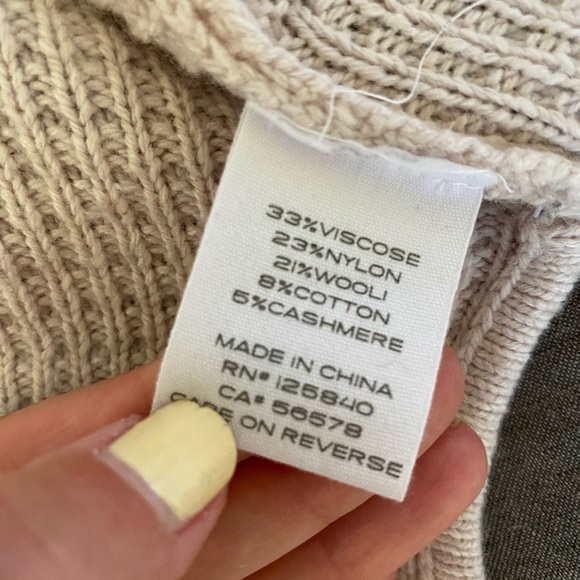 33%VISCOSE
23%NYLON
21%WOOLI
8%COTTON
5%CASHMERE
MADE IN CHINA
RN# 125840
CA# 56578
CARE ON REVERSE